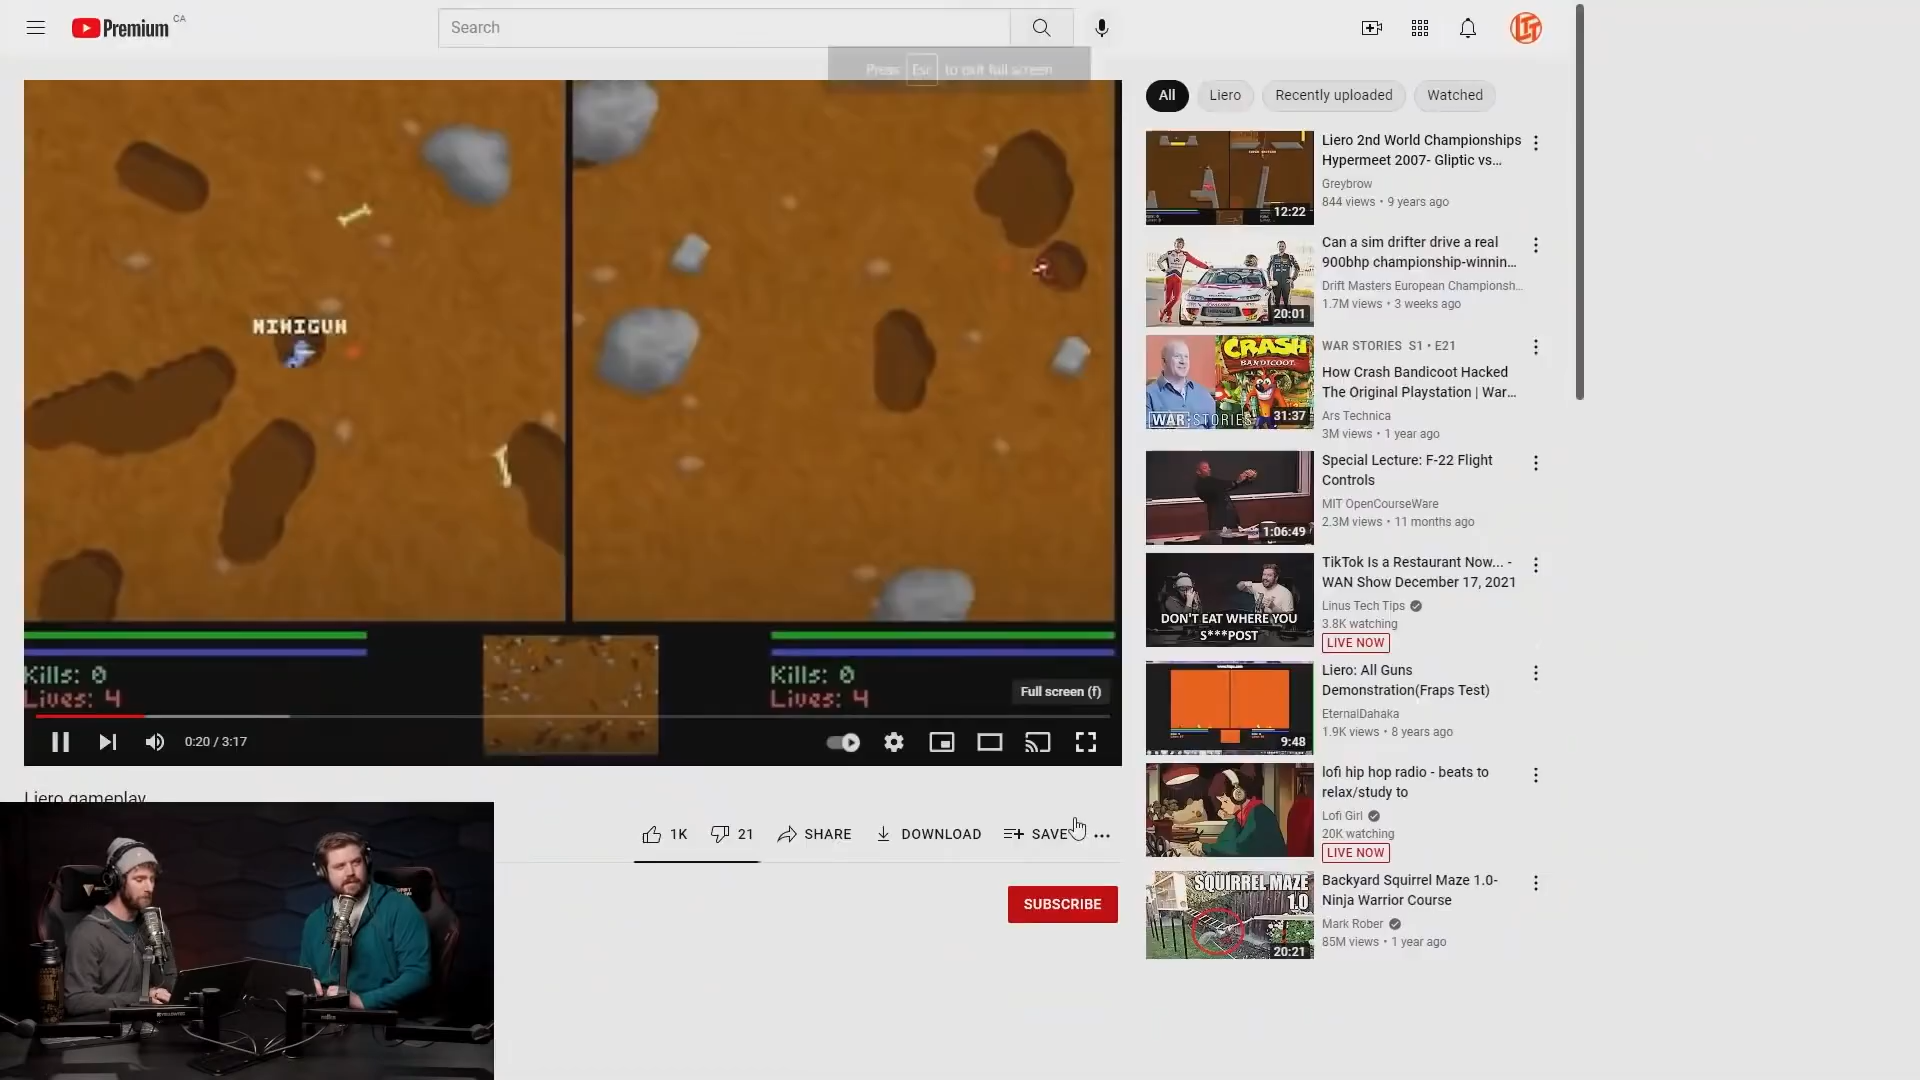 Premium CA
Search
Press Esc to exit full screen
MINIGUN
Kills: 0
Lives: 4
Kills: 0
Lives: 4
Full screen (f)
0:20 / 3:17
Liero gameplay
1K
21
SHARE
DOWNLOAD
SAVE
SUBSCRIBE
All
Liero
Recently uploaded
Watched
12:22
Liero 2nd World Championships
Hypermeet 2007- Gliptic vs...
Greybrow
844 views • 9 years ago
20:01
Can a sim drifter drive a real
900bhp championship-winnin...
Drift Masters European Championsh...
1.7M views • 3 weeks ago
CRASH
BANDICOOT
WAR STORIES
31:37
WAR STORIES S1 • E21
How Crash Bandicoot Hacked
The Original Playstation | War...
Ars Technica
3M views • 1 year ago
1:06:49
Special Lecture: F-22 Flight
Controls
MIT OpenCourseWare
2.3M views • 11 months ago
DON'T EAT WHERE YOU
S***POST
TikTok Is a Restaurant Now... -
WAN Show December 17, 2021
Linus Tech Tips
3.8K watching
LIVE NOW
9:48
Liero: All Guns
Demonstration(Fraps Test)
EternalDahaka
1.9K views • 8 years ago
lofi hip hop radio - beats to
relax/study to
Lofi Girl
20K watching
LIVE NOW
SQUIRREL MAZE
1.0
20:21
Backyard Squirrel Maze 1.0-
Ninja Warrior Course
Mark Rober
85M views • 1 year ago